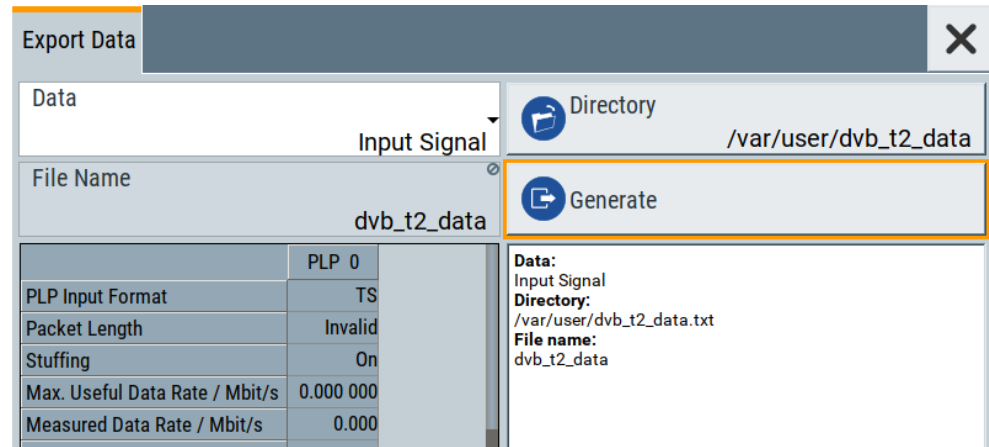 Export Data
Data
Input Signal
Directory
/var/user/dvb_t2_data
File Name
dvb_t2_data
Generate
PLP 0
PLP Input Format TS
Packet Length Invalid
Stuffing On
Max. Useful Data Rate / Mbit/s 0.000 000
Measured Data Rate / Mbit/s 0.000
Data:
Input Signal
Directory:
/var/user/dvb_t2_data.txt
File name:
dvb_t2_data